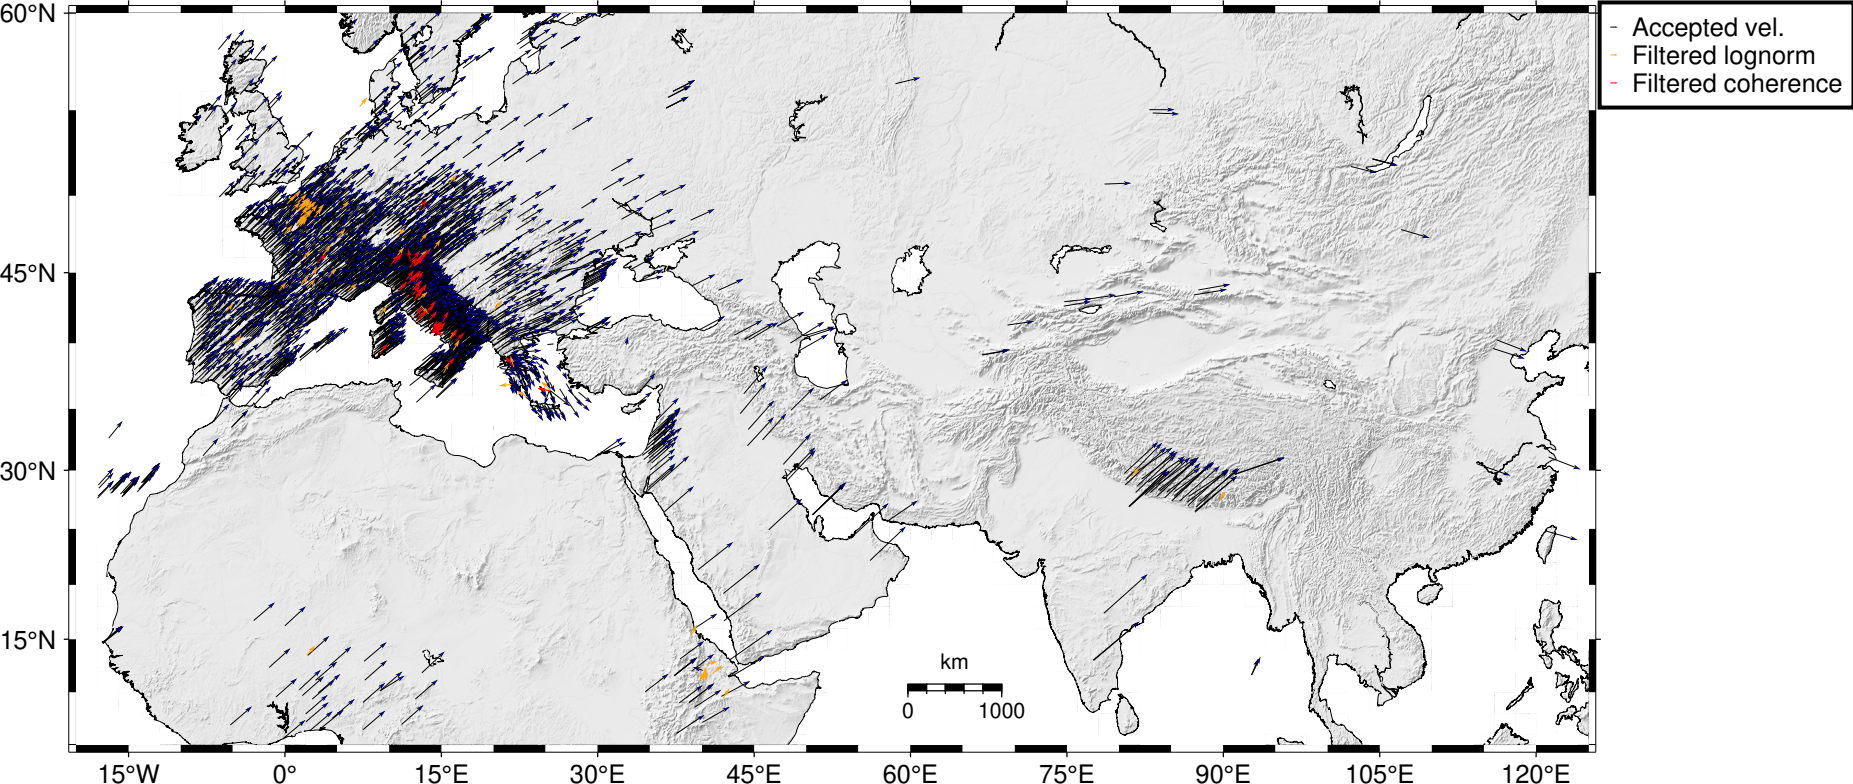 60°N
45°N
30°N
15°N
15°W 0° 15°E 30°E 45°E 60°E 75°E 90°E 105°E 120°E
km
0 1000
Accepted vel.
Filtered lognorm
Filtered coherence